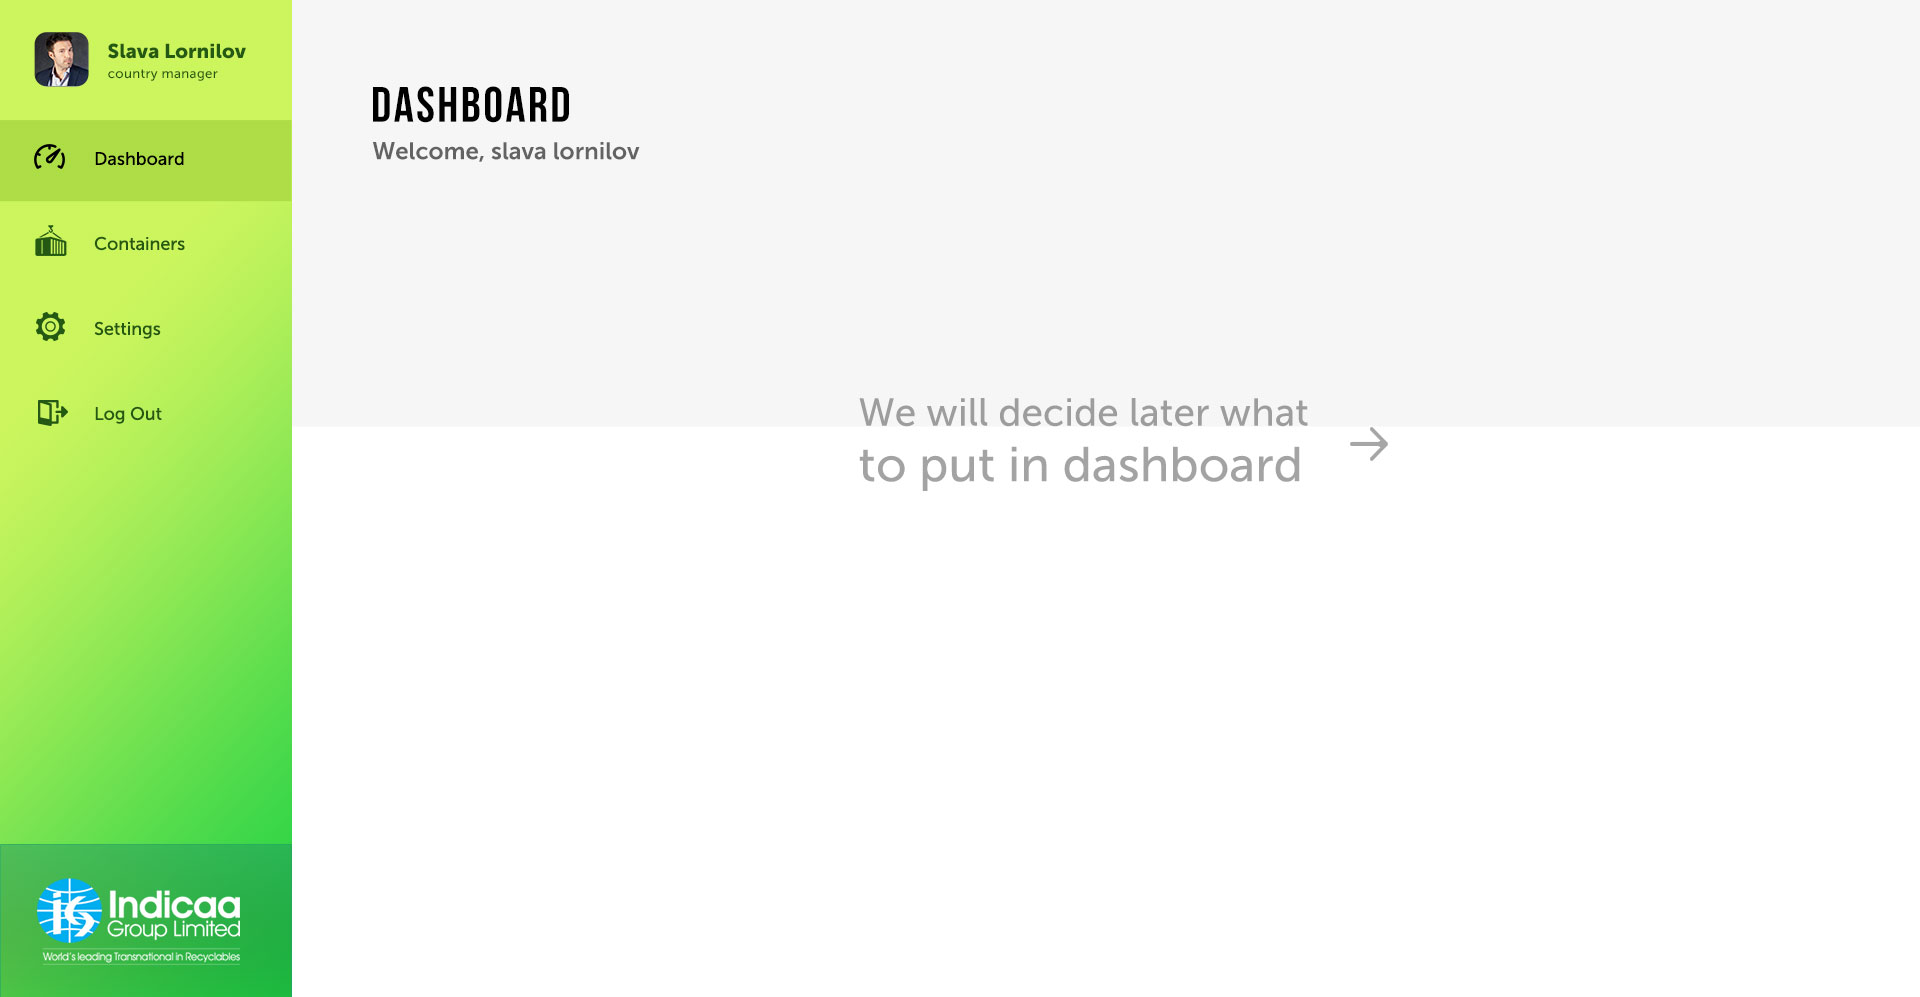 Slava Lornilov
country manager
Dashboard
Containers
Settings
Log Out
Indicaa
Group Limited
World's leading Transnational in Recyclables
DASHBOARD
Welcome, slava lornilov
We will decide later what
to put in dashboard